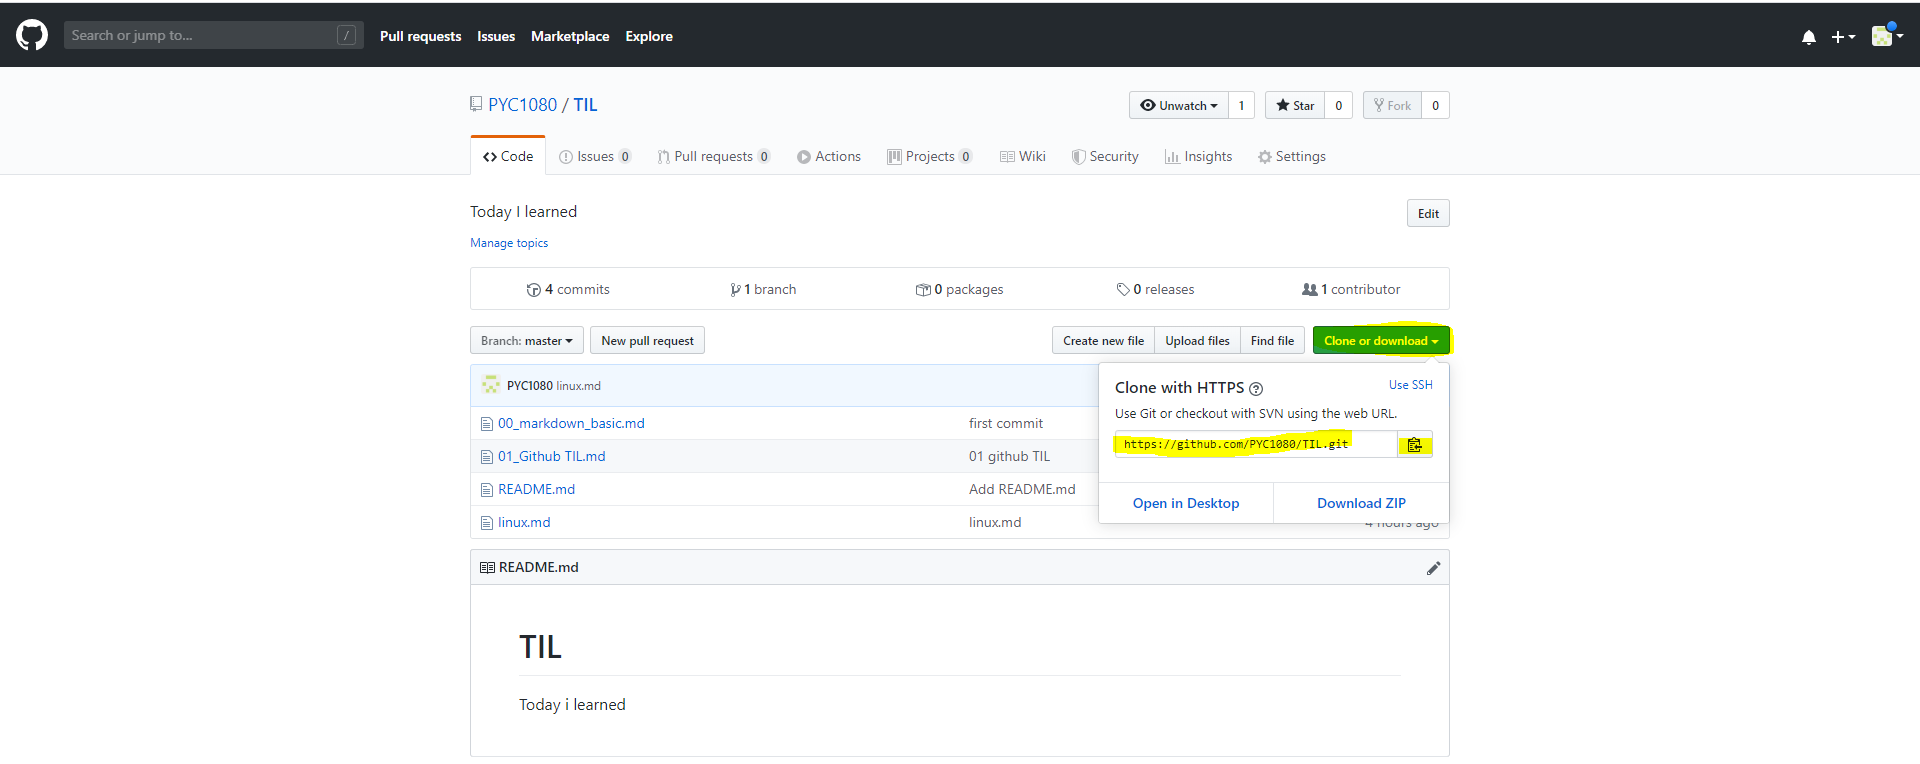 Search or jump to... /
Pull requests Issues Marketplace Explore
PYC1080 / TIL
Unwatch 1 Star 0 Fork 0
Code Issues 0 Pull requests 0 Actions Projects 0 Wiki Security Insights Settings
Today I learned Edit
Manage topics
4 commits 1 branch 0 packages 0 releases 1 contributor
Branch: master New pull request Create new file Upload files Find file Clone or download
PYC1080 linux.md
00_markdown_basic.md first commit
01_Github TIL.md 01 github TIL
README.md Add README.md
linux.md linux.md 4 hours ago
Clone with HTTPS Use SSH
Use Git or checkout with SVN using the web URL.
https://github.com/PYC1080/TIL.git
Open in Desktop Download ZIP
README.md
TIL
Today i learned